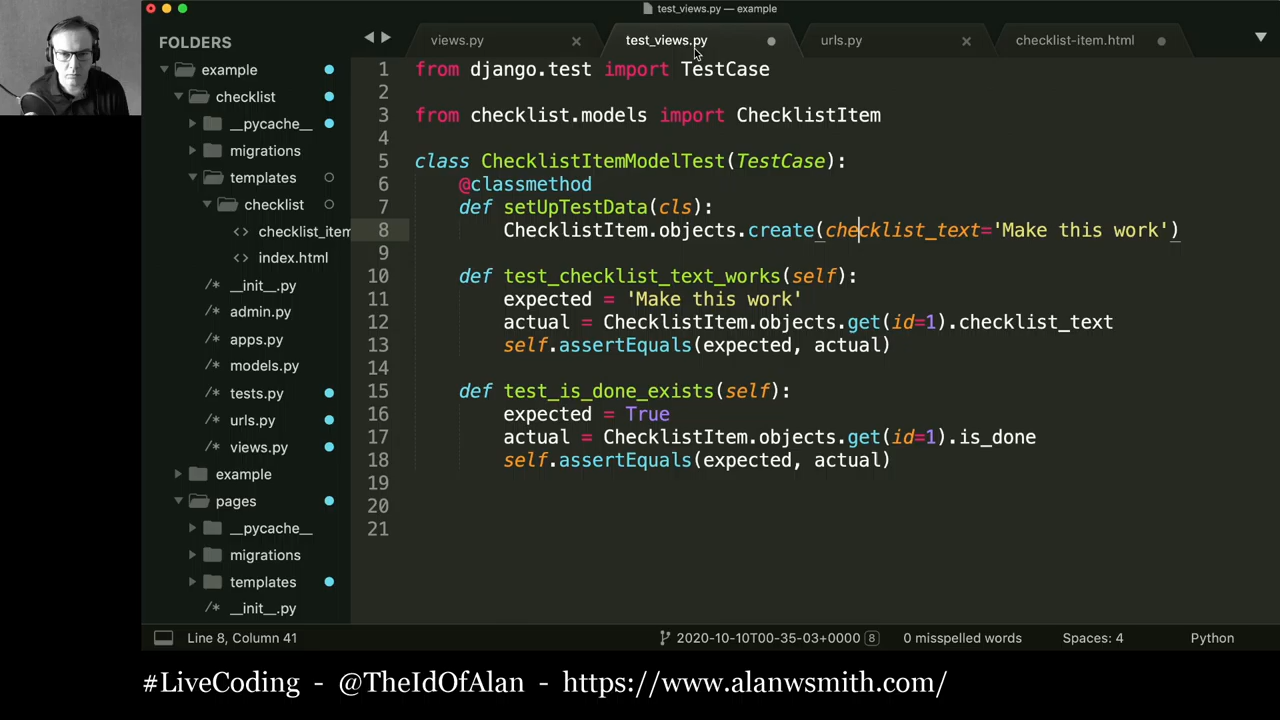 test_views.py — example
FOLDERS
views.py
test_views.py
urls.py
checklist-item.html
example
checklist
__pycache__
migrations
templates
checklist
<> checklist_item
<> index.html
/* __init__.py
/* admin.py
/* apps.py
/* models.py
/* tests.py
/* urls.py
/* views.py
example
pages
__pycache__
migrations
templates
/* __init__.py
1 from django.test import TestCase
2
3 from checklist.models import ChecklistItem
4
5 class ChecklistItemModelTest(TestCase):
6 @classmethod
7 def setUpTestData(cls):
8 ChecklistItem.objects.create(checklist_text='Make this work')
9
10 def test_checklist_text_works(self):
11 expected = 'Make this work'
12 actual = ChecklistItem.objects.get(id=1).checklist_text
13 self.assertEquals(expected, actual)
14
15 def test_is_done_exists(self):
16 expected = True
17 actual = ChecklistItem.objects.get(id=1).is_done
18 self.assertEquals(expected, actual)
19
20
21
Line 8, Column 41
2020-10-10T00-35-03+0000 8
0 misspelled words
Spaces: 4
Python
#LiveCoding - @TheIdOfAlan - https://www.alanwsmith.com/